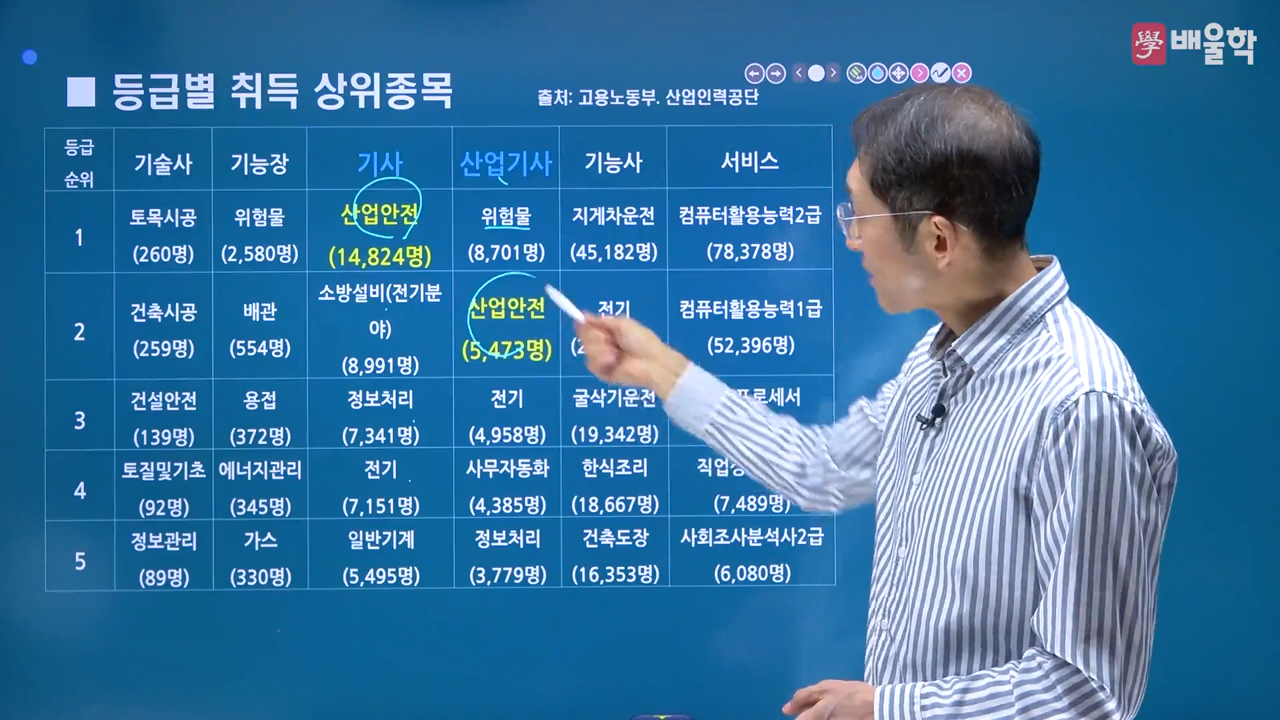 學 배울학
등급별 취득 상위종목
출처: 고용노동부. 산업인력공단
등급
순위
기술사
기능장
기사
산업기사
기능사
서비스
1
토목시공
(260명)
위험물
(2,580명)
산업안전
(14,824명)
위험물
(8,701명)
지게차운전
(45,182명)
컴퓨터활용능력2급
(78,378명)
2
건축시공
(259명)
배관
(554명)
소방설비(전기분
야)
(8,991명)
산업안전
(5,473명)
전기
컴퓨터활용능력1급
(52,396명)
3
건설안전
(139명)
용접
(372명)
정보처리
(7,341명)
전기
(4,958명)
굴삭기운전
(19,342명)
4
토질및기초
(92명)
에너지관리
(345명)
전기
(7,151명)
사무자동화
(4,385명)
한식조리
(18,667명)
(7,489명)
5
정보관리
(89명)
가스
(330명)
일반기계
(5,495명)
정보처리
(3,779명)
건축도장
(16,353명)
사회조사분석사2급
(6,080명)